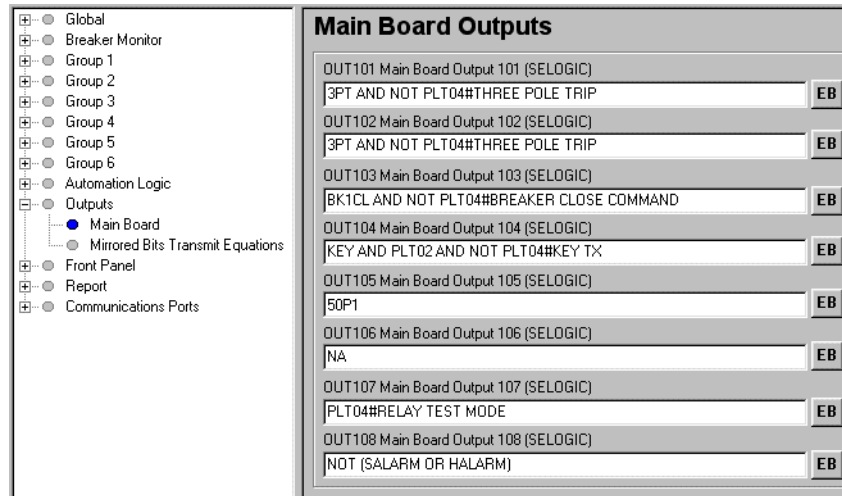 Global
Breaker Monitor
Group 1
Group 2
Group 3
Group 4
Group 5
Group 6
Automation Logic
Outputs
Main Board
Mirrored Bits Transmit Equations
Front Panel
Report
Communications Ports
Main Board Outputs
OUT101 Main Board Output 101 (SELOGIC)
3PT AND NOT PLT04#THREE POLE TRIP EB
OUT102 Main Board Output 102 (SELOGIC)
3PT AND NOT PLT04#THREE POLE TRIP EB
OUT103 Main Board Output 103 (SELOGIC)
BK1CL AND NOT PLT04#BREAKER CLOSE COMMAND EB
OUT104 Main Board Output 104 (SELOGIC)
KEY AND PLT02 AND NOT PLT04#KEY TX EB
OUT105 Main Board Output 105 (SELOGIC)
50P1 EB
OUT106 Main Board Output 106 (SELOGIC)
NA EB
OUT107 Main Board Output 107 (SELOGIC)
PLT04#RELAY TEST MODE EB
OUT108 Main Board Output 108 (SELOGIC)
NOT (SALARM OR HALARM) EB